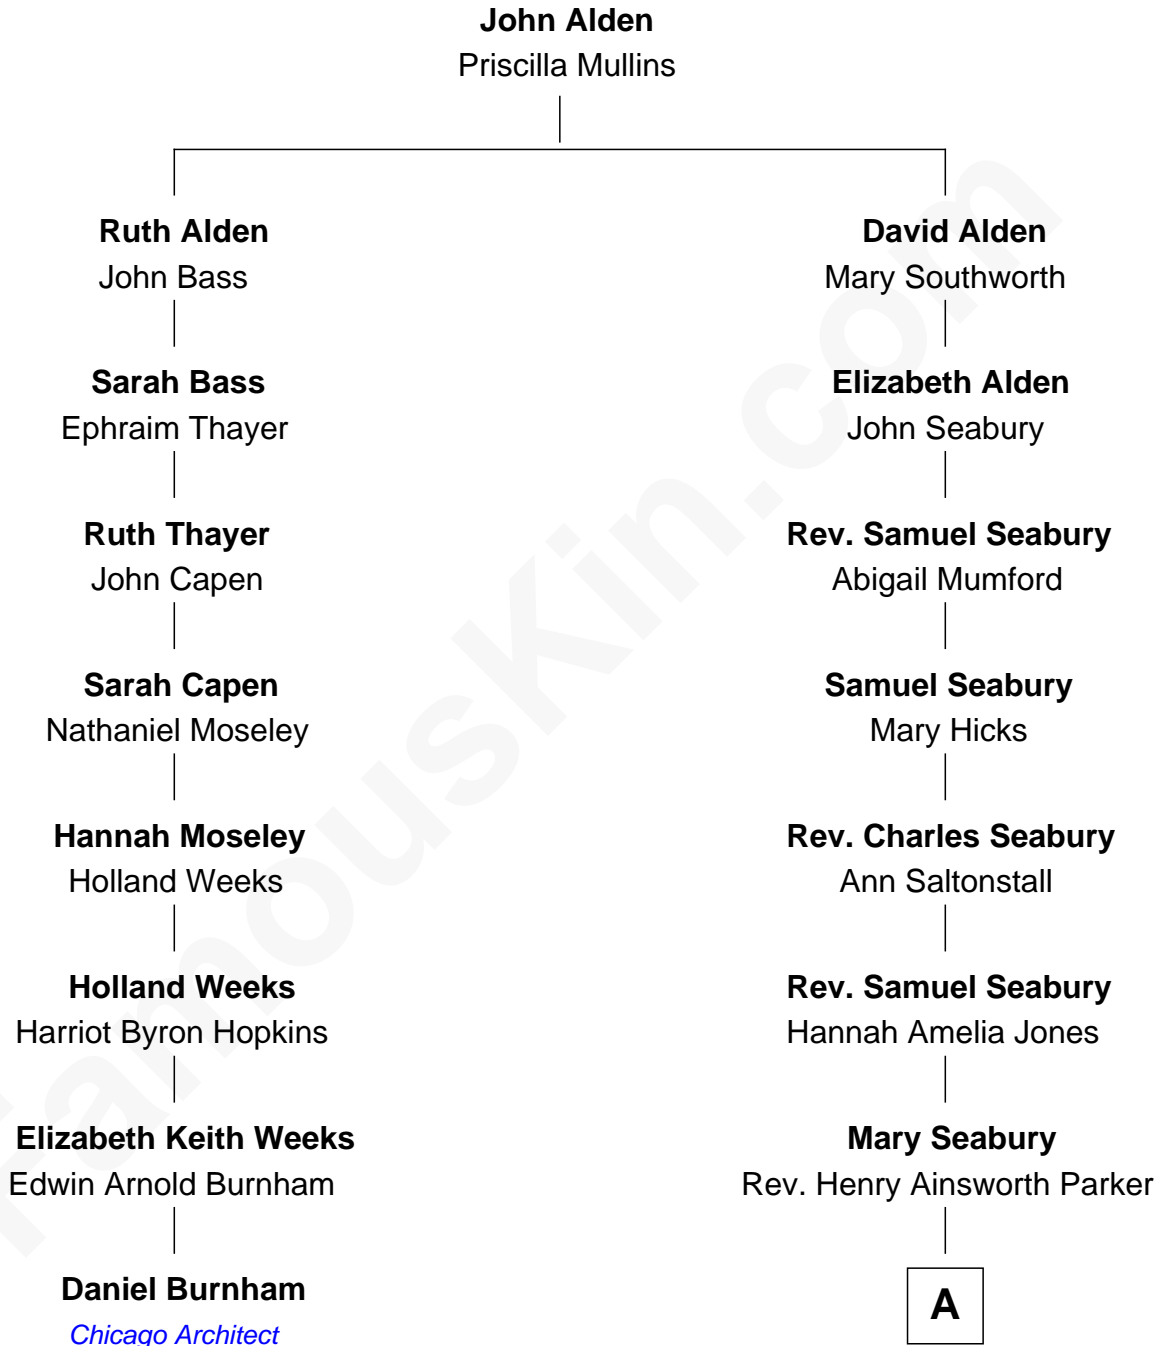 John Alden
Priscilla Mullins
Ruth Alden
John Bass
David Alden
Mary Southworth
Sarah Bass
Ephraim Thayer
Elizabeth Alden
John Seabury
Ruth Thayer
John Capen
Rev. Samuel Seabury
Abigail Mumford
Sarah Capen
Nathaniel Moseley
Samuel Seabury
Mary Hicks
Hannah Moseley
Holland Weeks
Rev. Charles Seabury
Ann Saltonstall
Holland Weeks
Harriot Byron Hopkins
Rev. Samuel Seabury
Hannah Amelia Jones
Elizabeth Keith Weeks
Edwin Arnold Burnham
Mary Seabury
Rev. Henry Ainsworth Parker
Daniel Burnham
Chicago Architect
A
FamousKin.com